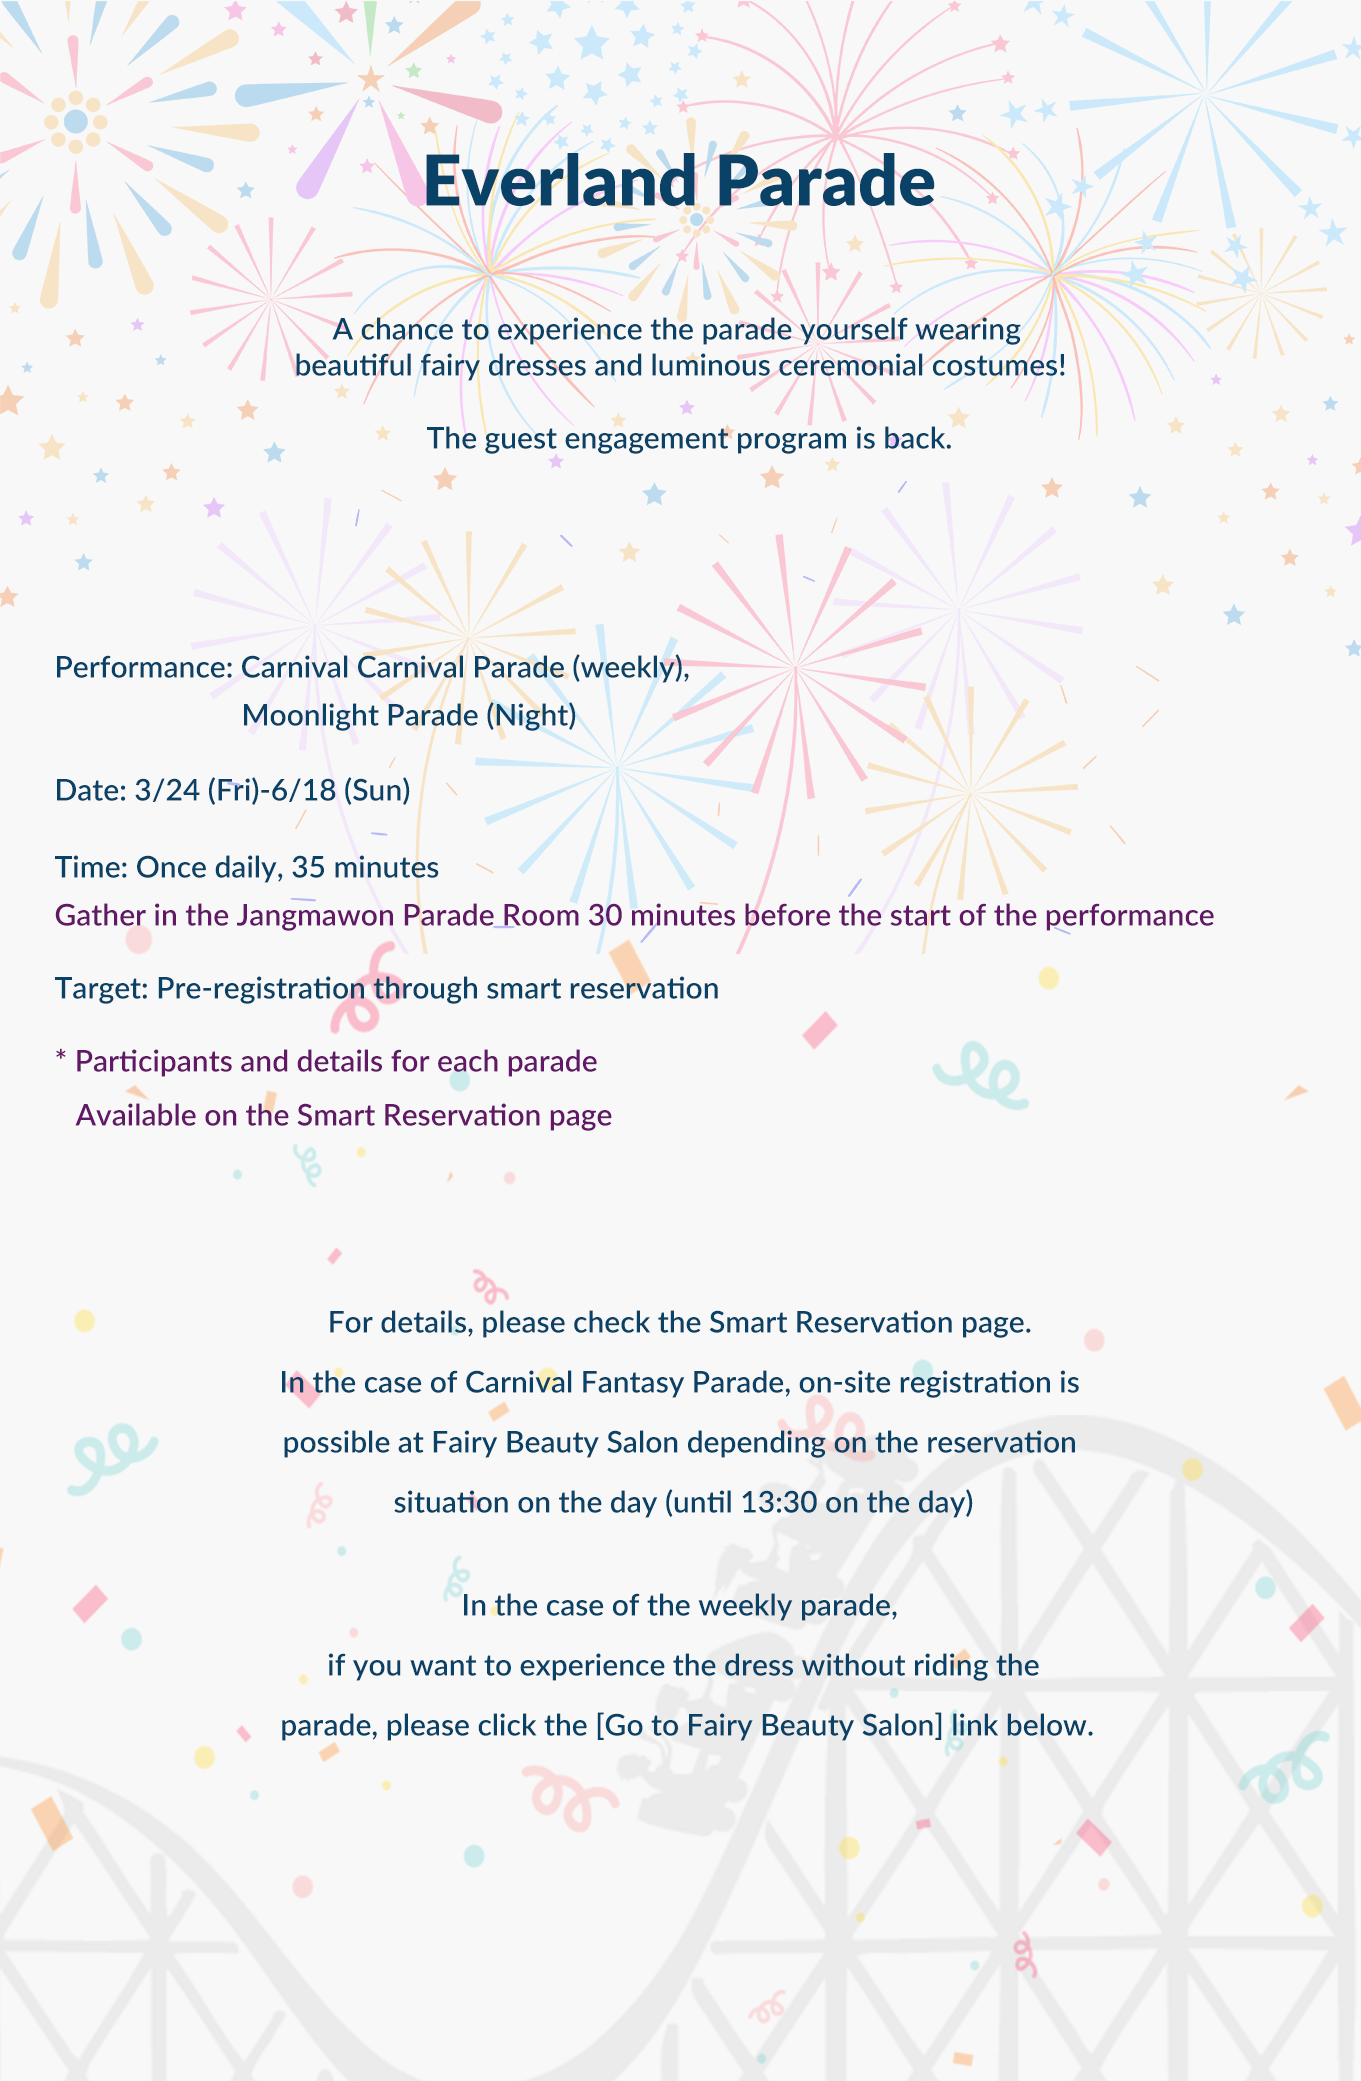 Everland Parade
A chance to experience the parade yourself wearing
beautiful fairy dresses and luminous ceremonial costumes!
The guest engagement program is back.
Performance: Carnival Carnival Parade (weekly),
Moonlight Parade (Night)
Date: 3/24 (Fri)-6/18 (Sun)
Time: Once daily, 35 minutes
Gather in the Jangmawon Parade Room 30 minutes before the start of the performance
Target: Pre-registration through smart reservation
* Participants and details for each parade
Available on the Smart Reservation page
For details, please check the Smart Reservation page.
In the case of Carnival Fantasy Parade, on-site registration is
possible at Fairy Beauty Salon depending on the reservation
situation on the day (until 13:30 on the day)
In the case of the weekly parade,
if you want to experience the dress without riding the
parade, please click the [Go to Fairy Beauty Salon] link below.